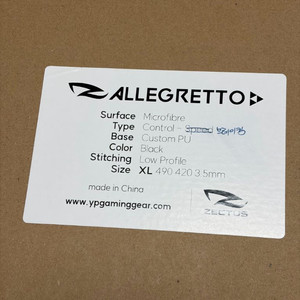 ALLEGRETTO
Surface Microfibre
Type Control - Speed
Base Custom PU
Color Black
Stitching Low Profile
Size XL 490 420 3.5mm
made in China
www.ypgaminggear.com
ZECTUS